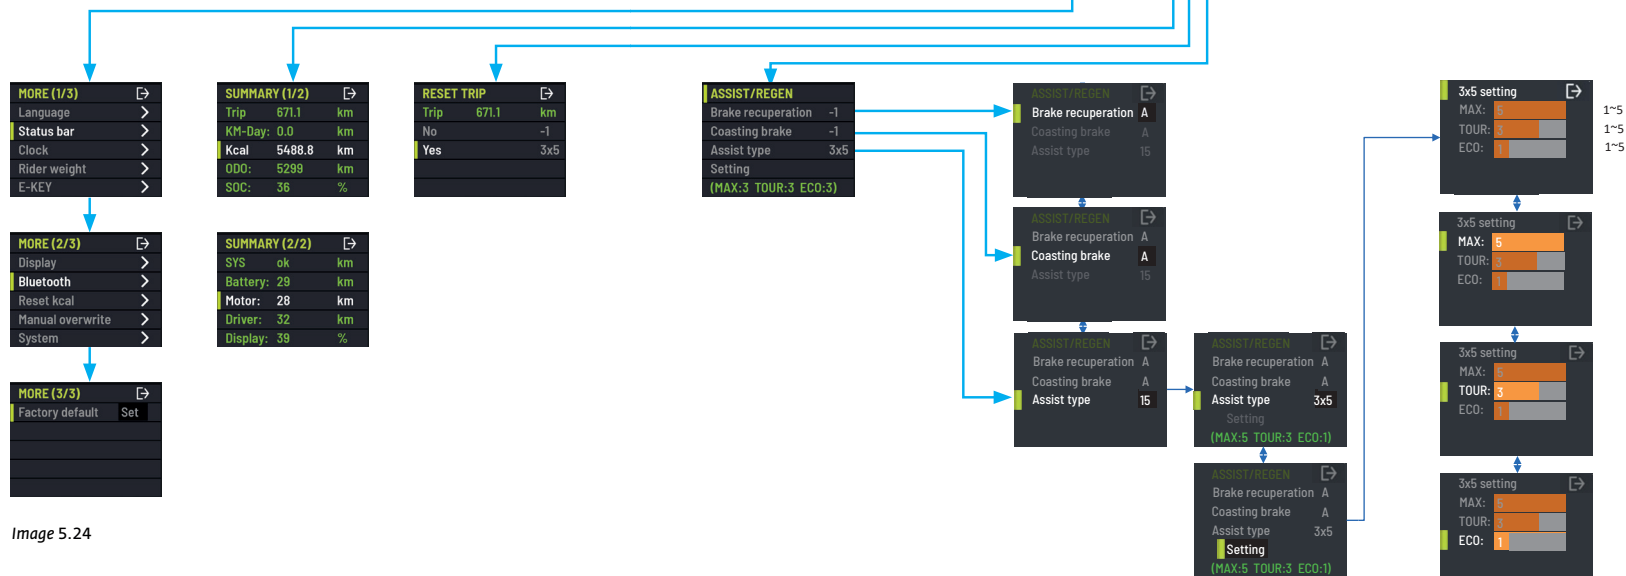 MORE (1/3)
Language
Status bar
Clock
Rider weight
E-KEY
MORE (2/3)
Display
Bluetooth
Reset kcal
Manual overwrite
System
MORE (3/3)
Factory default Set
Image 5.24
SUMMARY (1/2)
Trip 671.1 km
KM-Day: 0.0 km
Kcal 5488.8 km
ODO: 5299 km
SOC: 36 %
SUMMARY (2/2)
SYS ok km
Battery: 29 km
Motor: 28 km
Driver: 32 km
Display: 39 %
RESET TRIP
Trip 671.1 km
No -1
Yes 3x5
ASSIST/REGEN
Brake recuperation -1
Coasting brake -1
Assist type 3x5
Setting
(MAX:3 TOUR:3 ECO:3)
ASSIST/REGEN
Brake recuperation A
Coasting brake A
Assist type 15
ASSIST/REGEN
Brake recuperation A
Coasting brake A
Assist type 15
ASSIST/REGEN
Brake recuperation A
Coasting brake A
Assist type 15
ASSIST/REGEN
Brake recuperation A
Coasting brake A
Assist type 3x5
Setting
(MAX:5 TOUR:3 ECO:1)
ASSIST/REGEN
Brake recuperation A
Coasting brake A
Assist type 3x5
Setting
(MAX:5 TOUR:3 ECO:1)
3x5 setting
MAX: 5 1~5
TOUR: 3 1~5
ECO: 1 1~5
3x5 setting
MAX: 5
TOUR: 3
ECO: 1
3x5 setting
MAX: 5
TOUR: 3
ECO: 1
3x5 setting
MAX: 5
TOUR: 3
ECO: 1